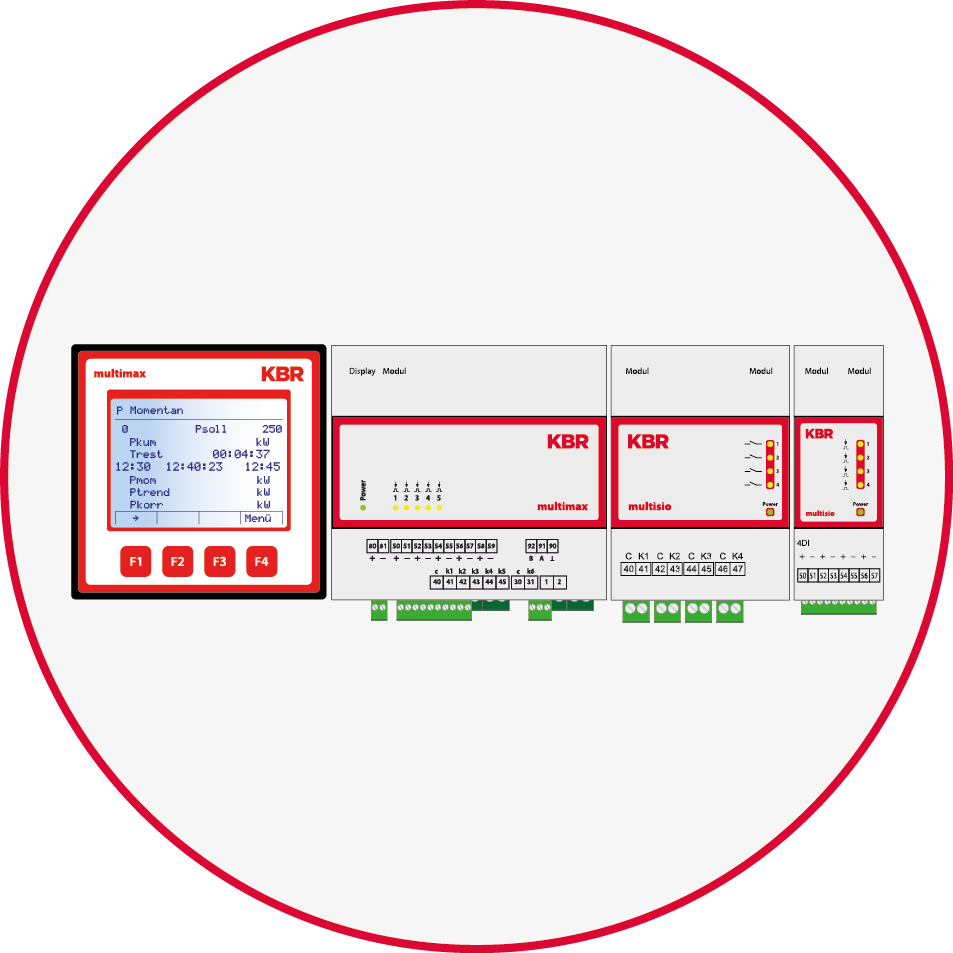 multimax KBR
P Momentan
0 Psoll 250
Pkum kW
Trest 00:04:37
12:30 12:40:23 12:45
Pmom kW
Ptrend kW
Pkorr kW
→ Menü
F1 F2 F3 F4
Display Modul
KBR
Power
1 2 3 4 5
multimax
80 81 50 51 52 53 54 55 56 57 58 59 92 91 90
+ − + − + − + − + − + − B A ⊥
c k1 k2 k3 k4 k5 c k6
40 41 42 43 44 45 30 31 1 2
Modul Modul
KBR
1
2
3
4
Power
multisio
C K1 C K2 C K3 C K4
40 41 42 43 44 45 46 47
Modul Modul
KBR
1
2
3
4
Power
multisio
4DI
+ − + − + − + −
50 51 52 53 54 55 56 57